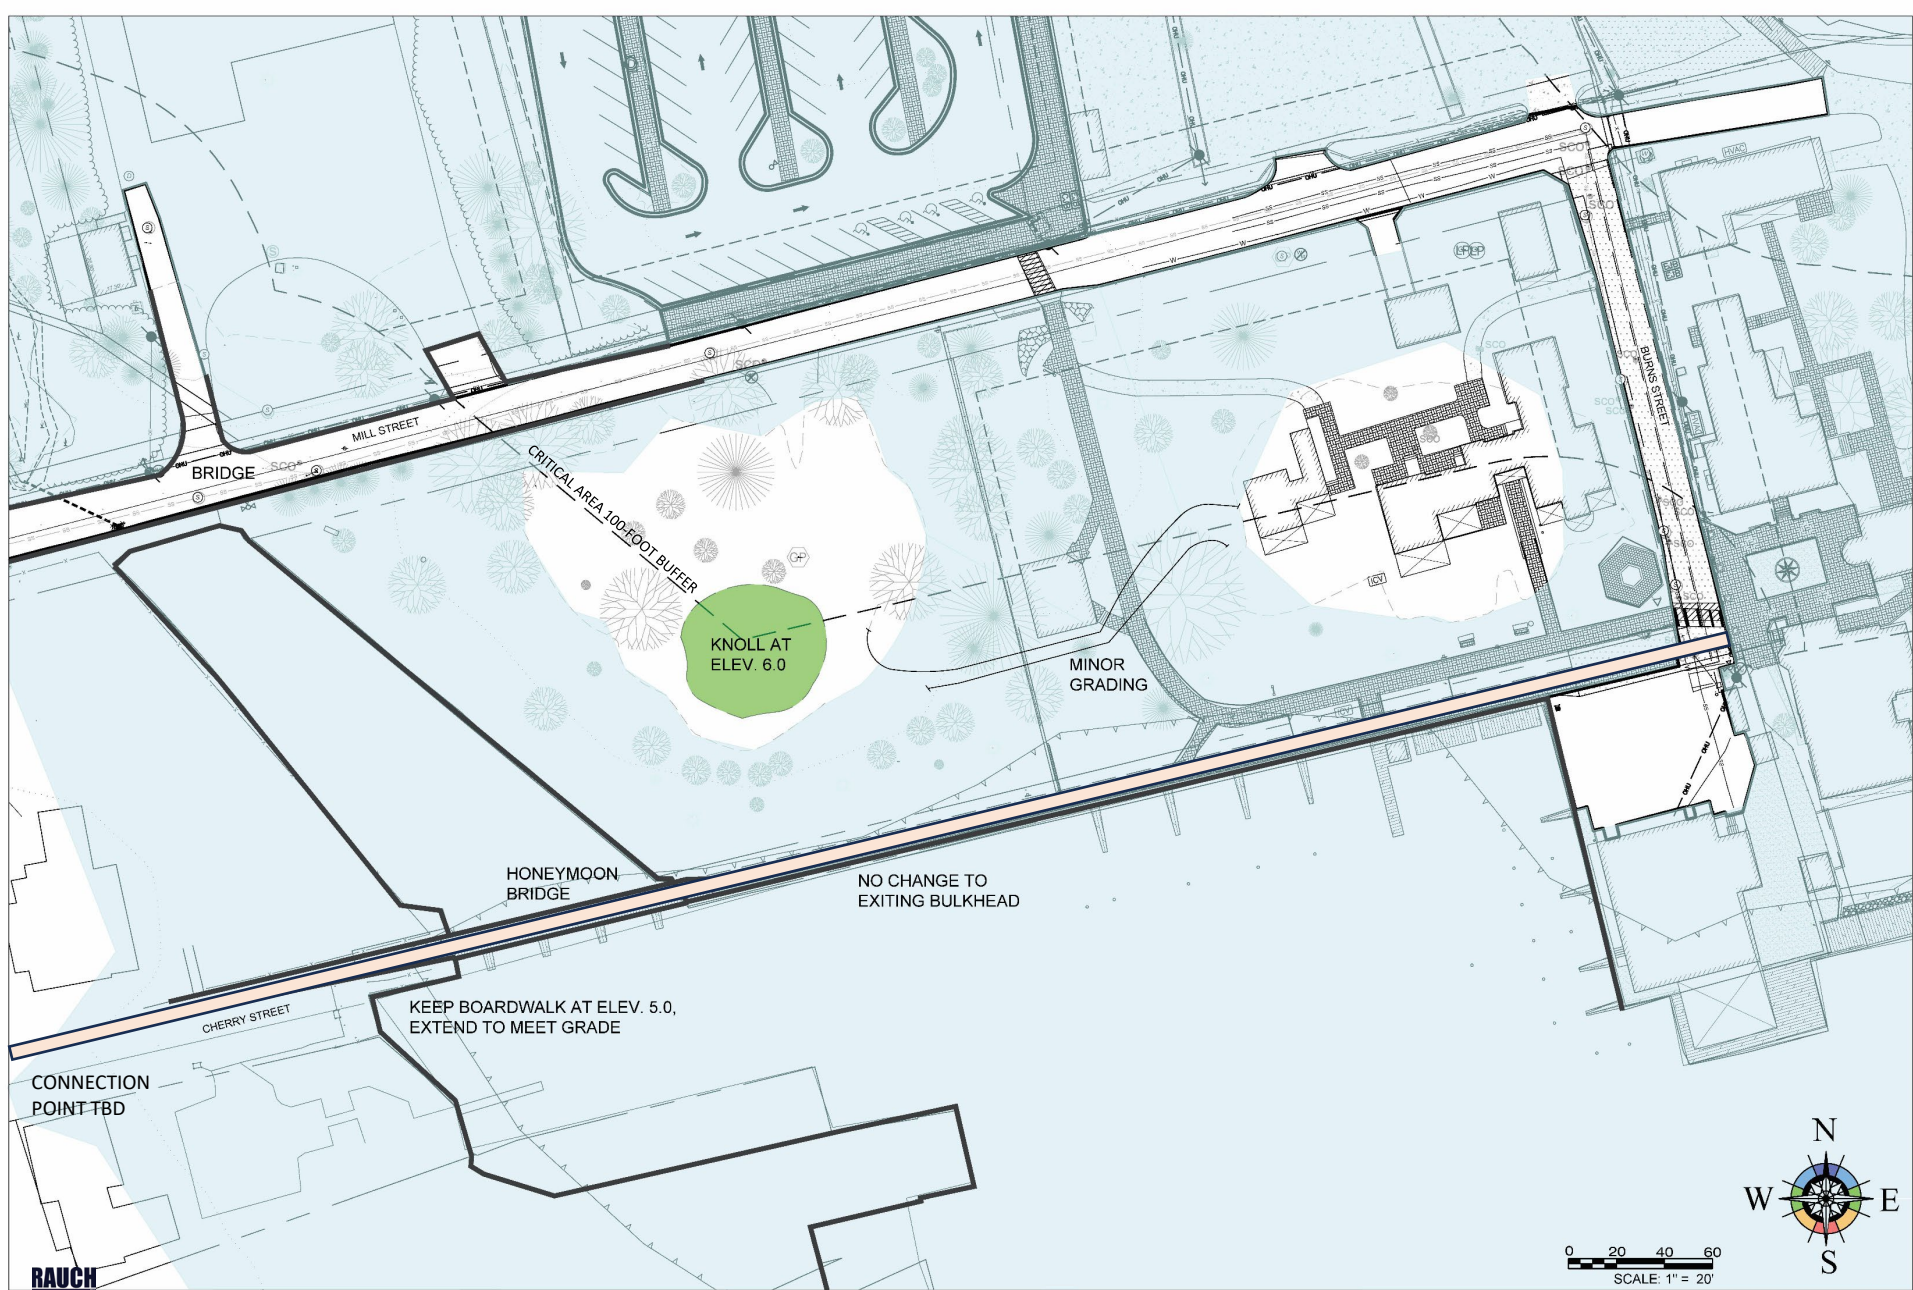 HVAC
BURNS STREET
MILL STREET
BRIDGE
CRITICAL AREA 100-FOOT BUFFER
ICV
KNOLL AT
ELEV. 6.0
MINOR
GRADING
HONEYMOON
BRIDGE
NO CHANGE TO
EXITING BULKHEAD
KEEP BOARDWALK AT ELEV. 5.0,
EXTEND TO MEET GRADE
CHERRY STREET
CONNECTION
POINT TBD
N
W E
S
0 20 40 60
SCALE: 1" = 20'
RAUCH